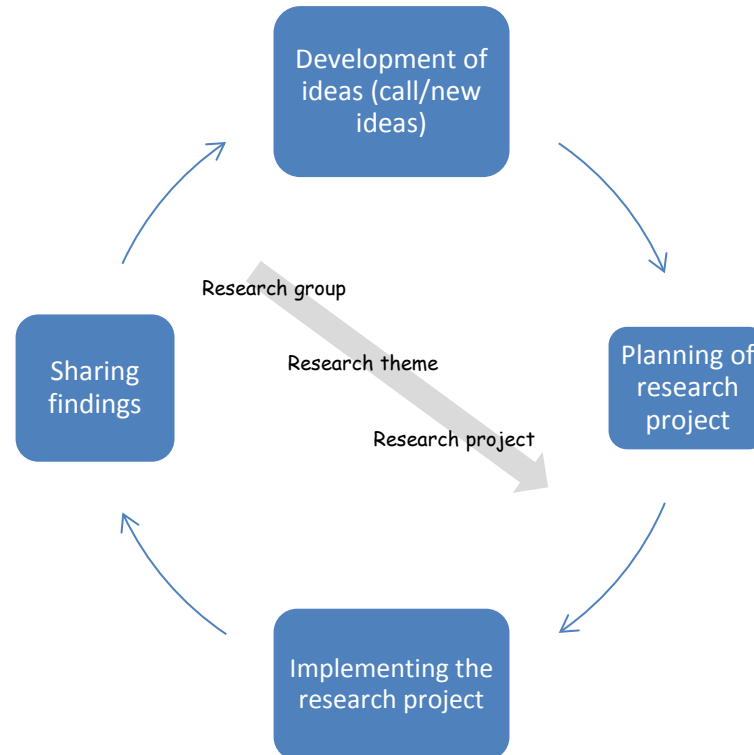 Development of
ideas (call/new
ideas)
Research group
Sharing
findings
Research theme
Planning of
research
project
Research project
Implementing the
research project